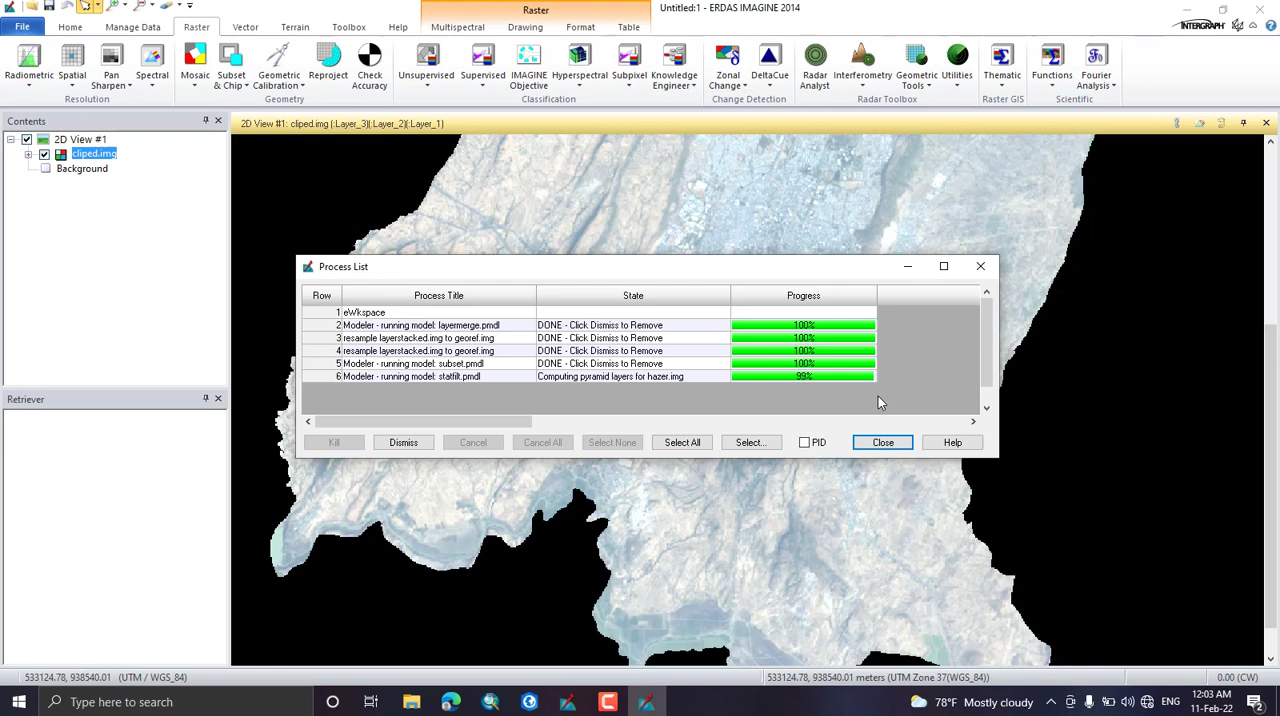 Raster
Untitled:1 - ERDAS IMAGINE 2014
File Home Manage Data Raster Vector Terrain Toolbox Help Multispectral Drawing Format Table
INTERGRAPH
Radiometric Spatial Pan Sharpen Spectral Mosaic Subset & Chip Geometric Calibration Reproject Check Accuracy Unsupervised Supervised IMAGINE Objective Hyperspectral Subpixel Knowledge Engineer Zonal Change DeltaCue Radar Analyst Interferometry Geometric Tools Utilities Thematic Functions Fourier Analysis
Resolution Geometry Classification Change Detection Radar Toolbox Raster GIS Scientific
Contents
2D View #1: cliped.img (:Layer_3)(:Layer_2)(:Layer_1)
2D View #1
cliped.img
Background
Process List
Row Process Title State Progress
1 eWkspace
2 Modeler - running model: layermerge.pmdl DONE - Click Dismiss to Remove 100%
3 resample layerstacked.img to georef.img DONE - Click Dismiss to Remove 100%
4 resample layerstacked.img to georef.img DONE - Click Dismiss to Remove 100%
5 Modeler - running model: subset.pmdl DONE - Click Dismiss to Remove 100%
6 Modeler - running model: statfilt.pmdl Computing pyramid layers for hazer.img 99%
Kill Dismiss Cancel Cancel All Select None Select All Select... PID Close Help
Retriever
533124.78, 938540.01 (UTM / WGS_84)
533124.78, 938540.01 meters (UTM Zone 37(WGS_84))
0.00 (CW)
Type here to search
78°F Mostly cloudy
ENG
12:03 AM
11-Feb-22
2